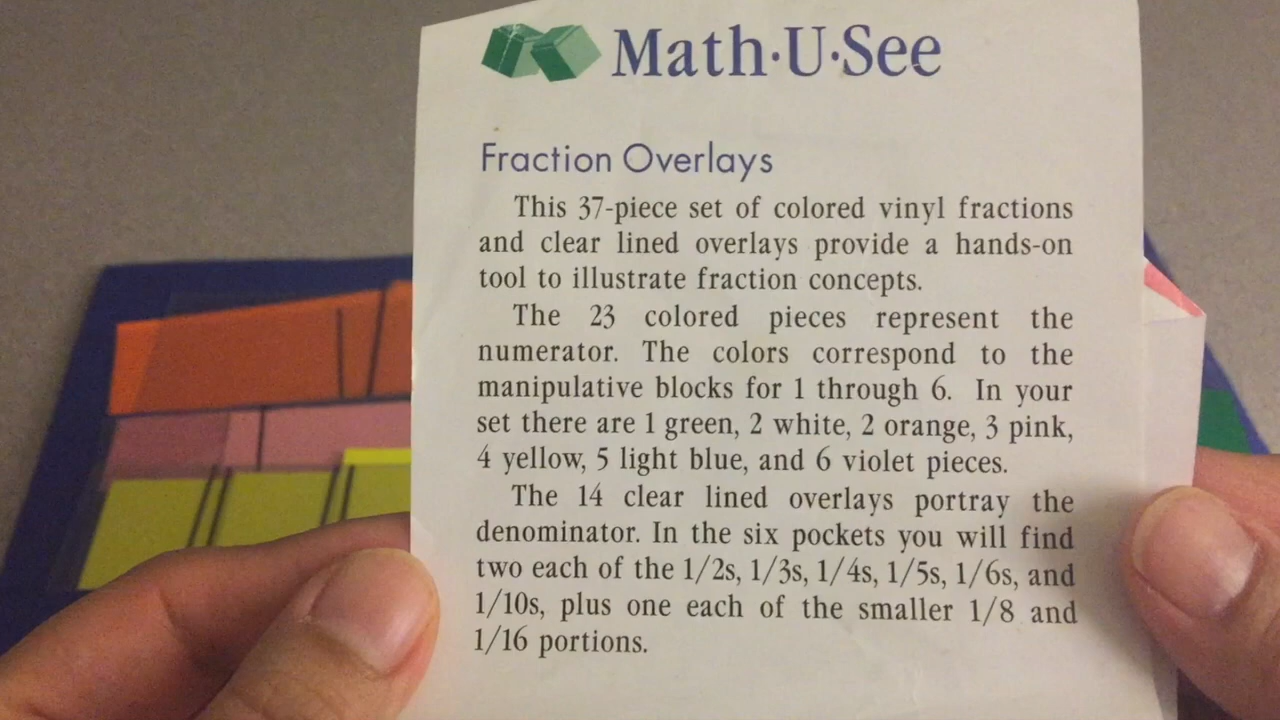 Math·U·See
Fraction Overlays
This 37-piece set of colored vinyl fractions
and clear lined overlays provide a hands-on
tool to illustrate fraction concepts.
The 23 colored pieces represent the
numerator. The colors correspond to the
manipulative blocks for 1 through 6. In your
set there are 1 green, 2 white, 2 orange, 3 pink,
4 yellow, 5 light blue, and 6 violet pieces.
The 14 clear lined overlays portray the
denominator. In the six pockets you will find
two each of the 1/2s, 1/3s, 1/4s, 1/5s, 1/6s, and
1/10s, plus one each of the smaller 1/8 and
1/16 portions.